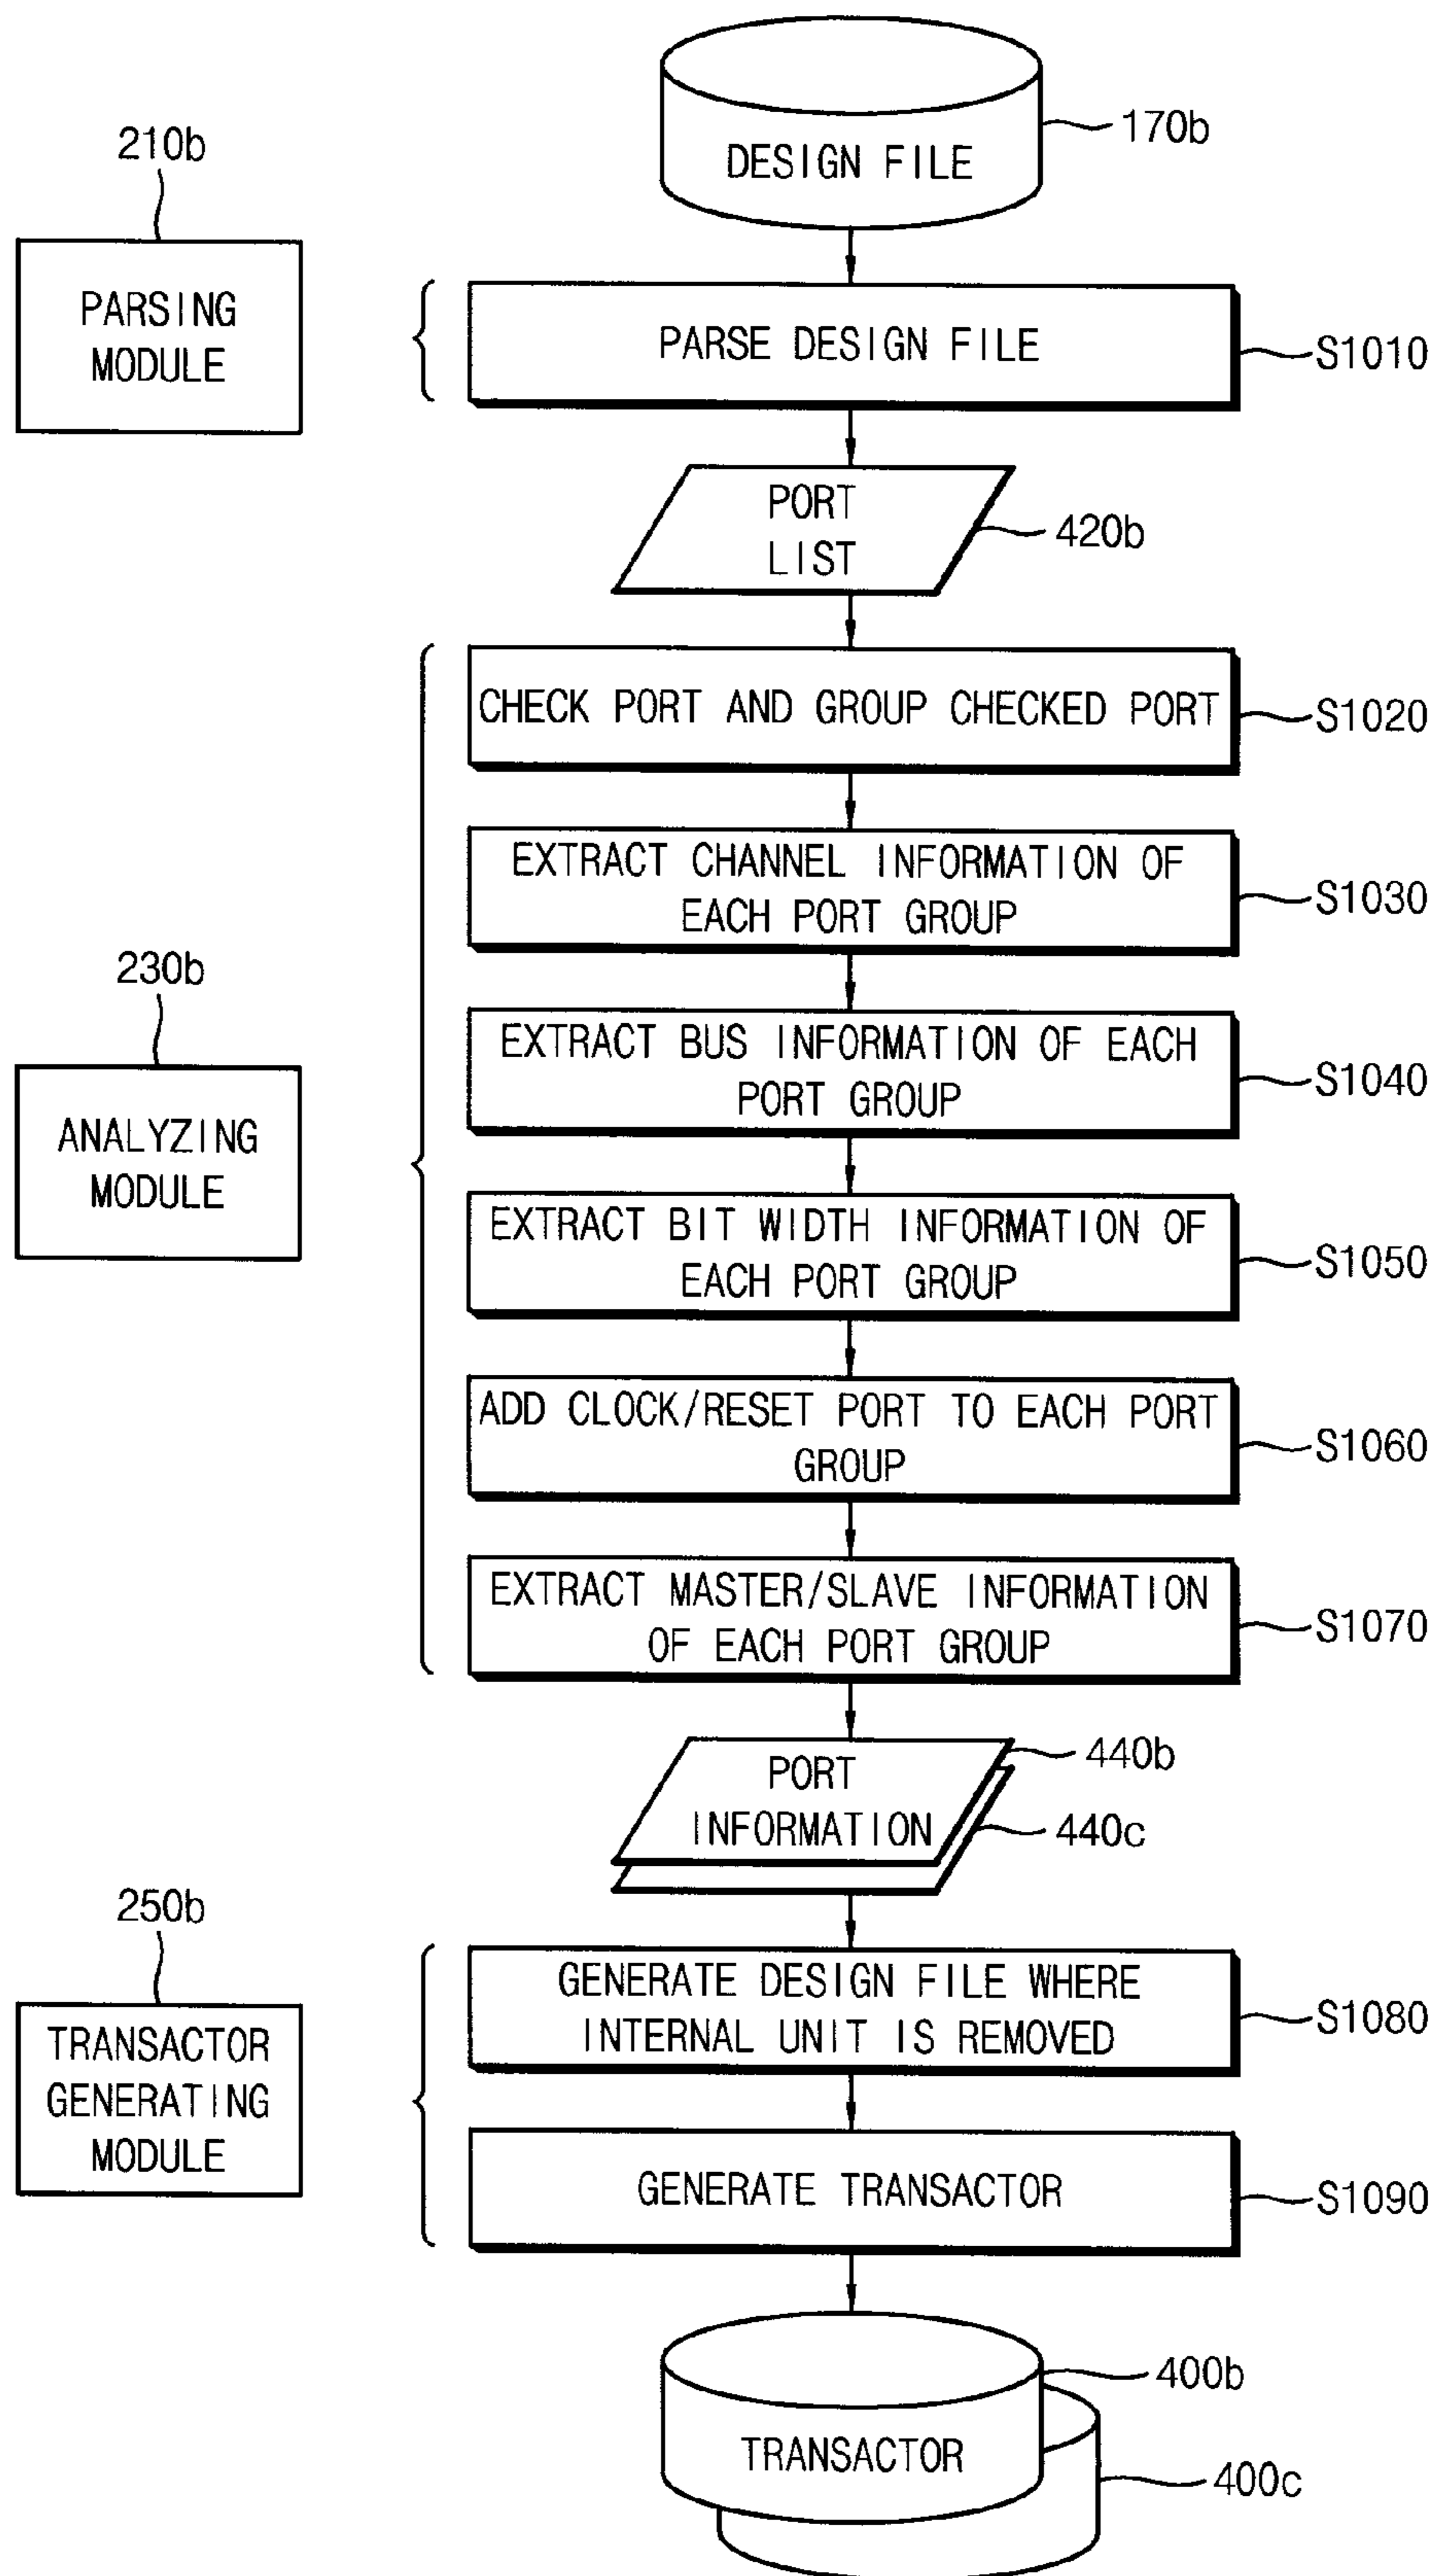 DESIGN FILE
170b
210b
PARSING
MODULE
PARSE DESIGN FILE
S1010
PORT
LIST
420b
CHECK PORT AND GROUP CHECKED PORT
S1020
EXTRACT CHANNEL INFORMATION OF
EACH PORT GROUP
S1030
230b
ANALYZING
MODULE
EXTRACT BUS INFORMATION OF EACH
PORT GROUP
S1040
EXTRACT BIT WIDTH INFORMATION OF
EACH PORT GROUP
S1050
ADD CLOCK/RESET PORT TO EACH PORT
GROUP
S1060
EXTRACT MASTER/SLAVE INFORMATION
OF EACH PORT GROUP
S1070
PORT
INFORMATION
440b
440c
250b
TRANSACTOR
GENERATING
MODULE
GENERATE DESIGN FILE WHERE
INTERNAL UNIT IS REMOVED
S1080
GENERATE TRANSACTOR
S1090
TRANSACTOR
400b
400c